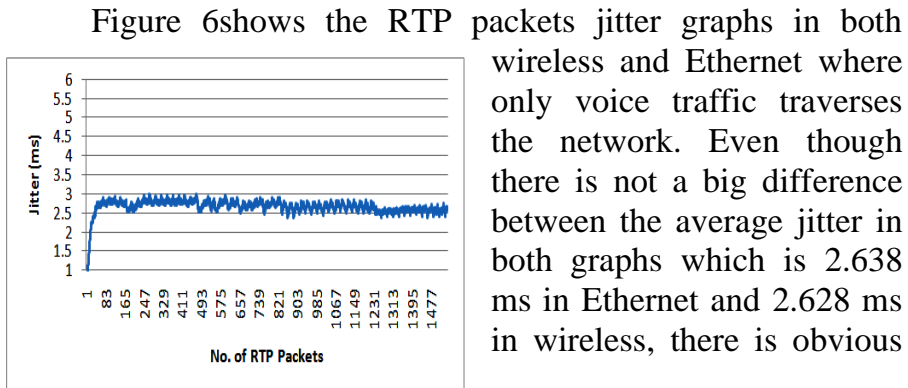 Figure 6shows the RTP packets jitter graphs in both
wireless and Ethernet where
only voice traffic traverses
the network. Even though
there is not a big difference
between the average jitter in
both graphs which is 2.638
ms in Ethernet and 2.628 ms
in wireless, there is obvious
Jitter (ms)
6
5.5
5
4.5
4
3.5
3
2.5
2
1.5
1
1
83
165
247
329
411
493
575
657
739
821
903
985
1067
1149
1231
1313
1395
1477
No. of RTP Packets